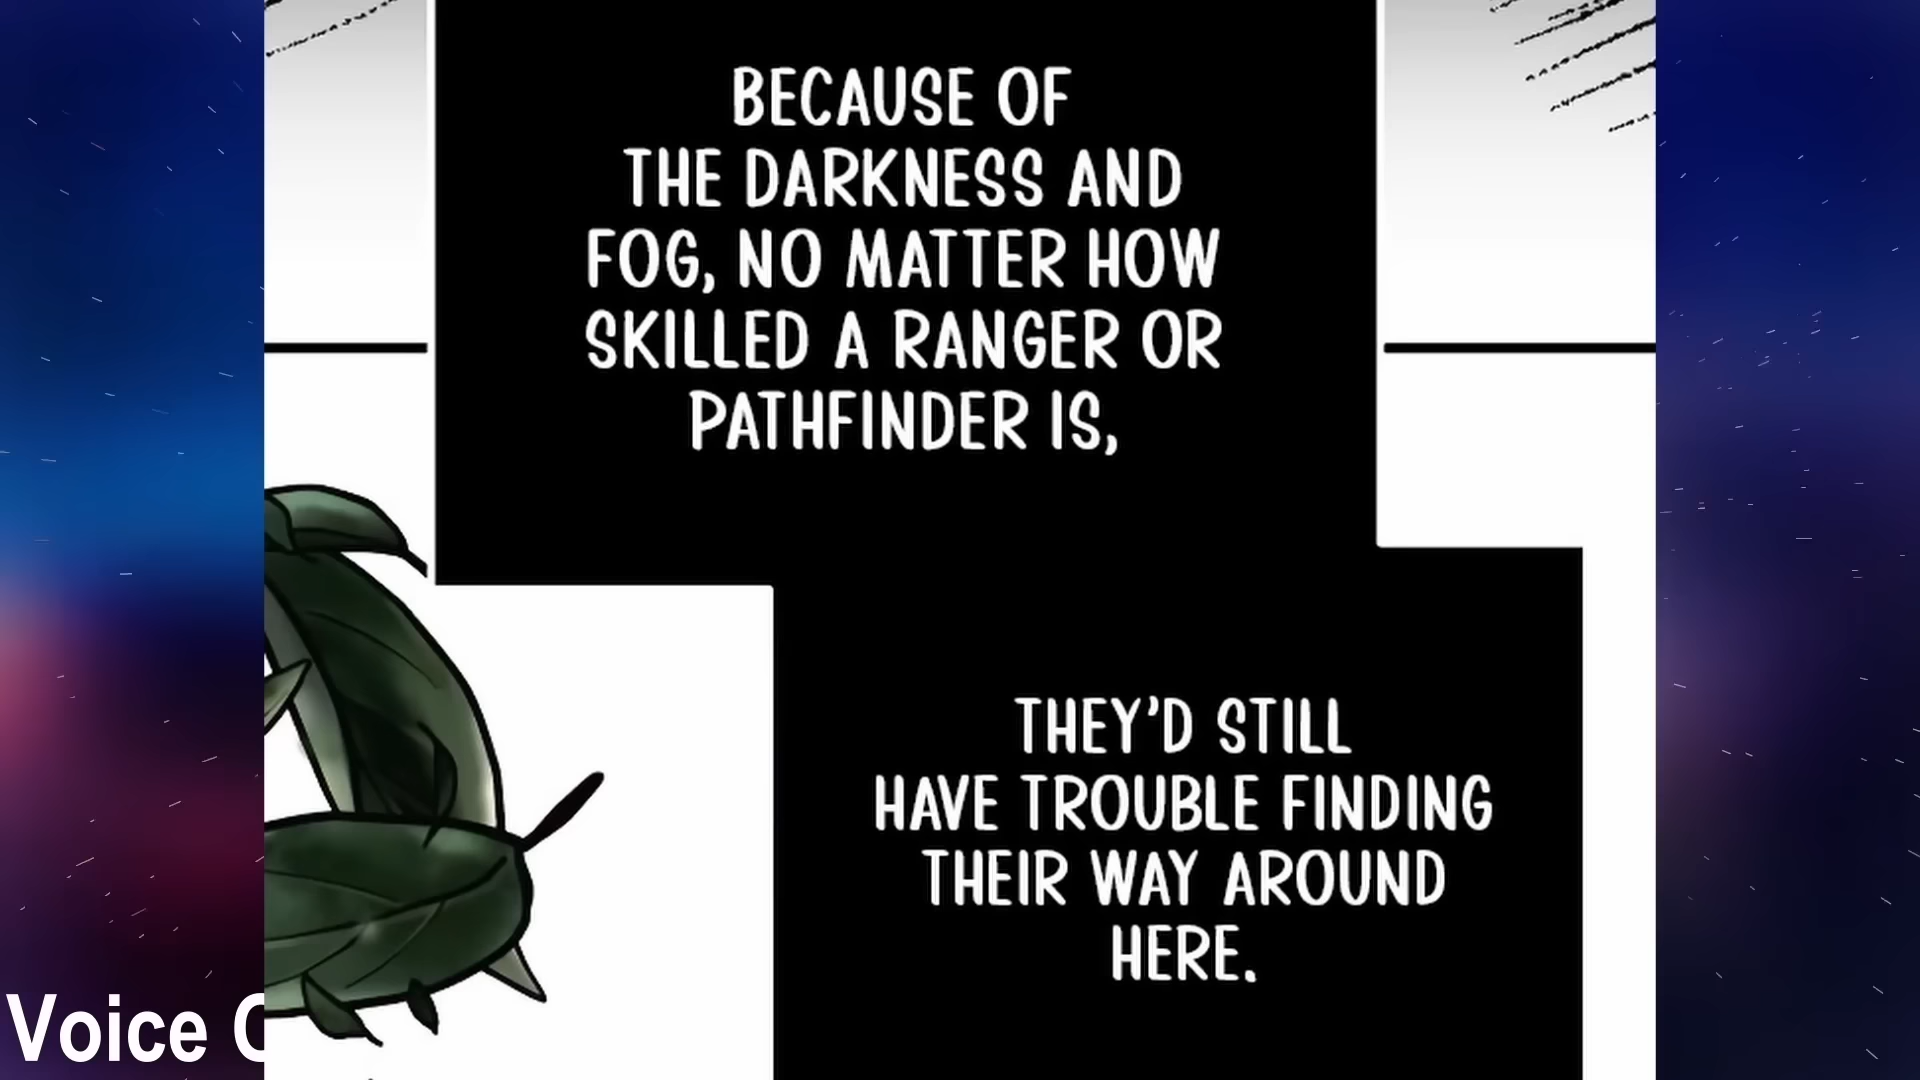 BECAUSE OF
THE DARKNESS AND
FOG, NO MATTER HOW
SKILLED A RANGER OR
PATHFINDER IS,
THEY'D STILL
HAVE TROUBLE FINDING
THEIR WAY AROUND
HERE.
Voice